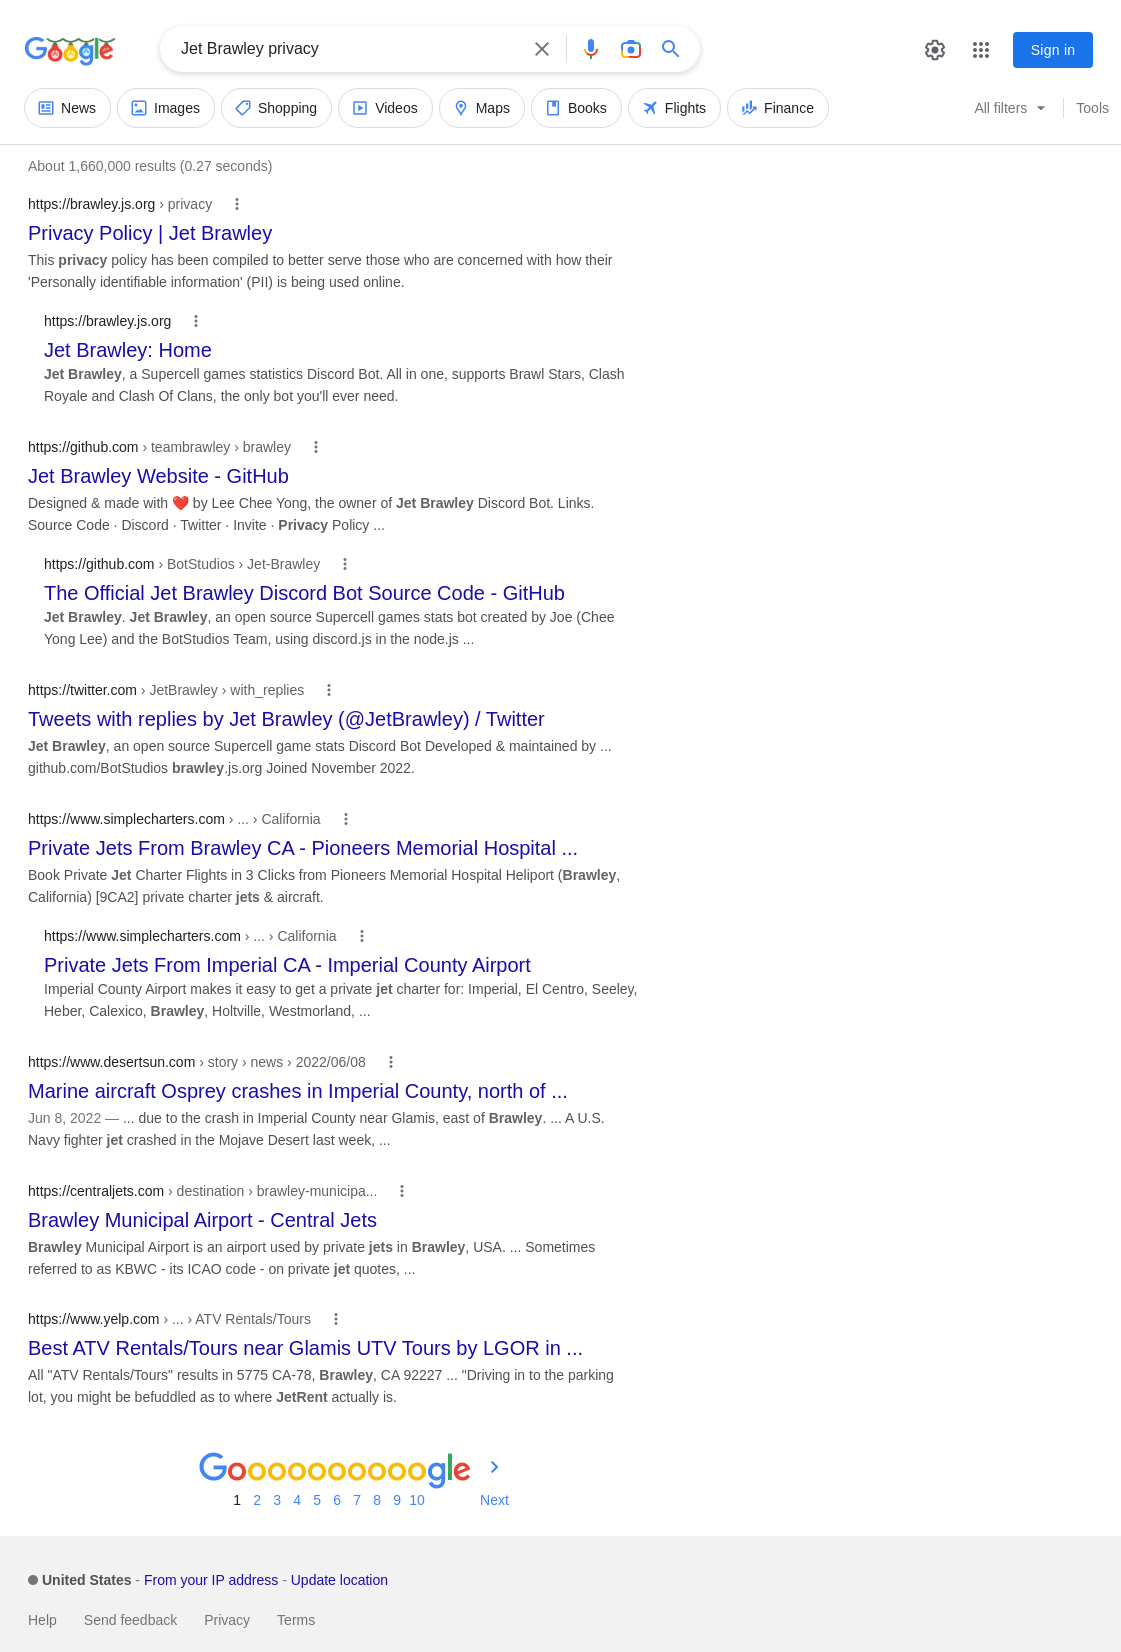 Google
Jet Brawley privacy
Sign in
News Images Shopping Videos Maps Books Flights Finance All filters Tools
About 1,660,000 results (0.27 seconds)
https://brawley.js.org › privacy
Privacy Policy | Jet Brawley
This privacy policy has been compiled to better serve those who are concerned with how their
'Personally identifiable information' (PII) is being used online.
https://brawley.js.org
Jet Brawley: Home
Jet Brawley, a Supercell games statistics Discord Bot. All in one, supports Brawl Stars, Clash
Royale and Clash Of Clans, the only bot you'll ever need.
https://github.com › teambrawley › brawley
Jet Brawley Website - GitHub
Designed & made with ❤️ by Lee Chee Yong, the owner of Jet Brawley Discord Bot. Links.
Source Code · Discord · Twitter · Invite · Privacy Policy ...
https://github.com › BotStudios › Jet-Brawley
The Official Jet Brawley Discord Bot Source Code - GitHub
Jet Brawley. Jet Brawley, an open source Supercell games stats bot created by Joe (Chee
Yong Lee) and the BotStudios Team, using discord.js in the node.js ...
https://twitter.com › JetBrawley › with_replies
Tweets with replies by Jet Brawley (@JetBrawley) / Twitter
Jet Brawley, an open source Supercell game stats Discord Bot Developed & maintained by ...
github.com/BotStudios brawley.js.org Joined November 2022.
https://www.simplecharters.com › ... › California
Private Jets From Brawley CA - Pioneers Memorial Hospital ...
Book Private Jet Charter Flights in 3 Clicks from Pioneers Memorial Hospital Heliport (Brawley,
California) [9CA2] private charter jets & aircraft.
https://www.simplecharters.com › ... › California
Private Jets From Imperial CA - Imperial County Airport
Imperial County Airport makes it easy to get a private jet charter for: Imperial, El Centro, Seeley,
Heber, Calexico, Brawley, Holtville, Westmorland, ...
https://www.desertsun.com › story › news › 2022/06/08
Marine aircraft Osprey crashes in Imperial County, north of ...
Jun 8, 2022 — ... due to the crash in Imperial County near Glamis, east of Brawley. ... A U.S.
Navy fighter jet crashed in the Mojave Desert last week, ...
https://centraljets.com › destination › brawley-municipa...
Brawley Municipal Airport - Central Jets
Brawley Municipal Airport is an airport used by private jets in Brawley, USA. ... Sometimes
referred to as KBWC - its ICAO code - on private jet quotes, ...
https://www.yelp.com › ... › ATV Rentals/Tours
Best ATV Rentals/Tours near Glamis UTV Tours by LGOR in ...
All "ATV Rentals/Tours" results in 5775 CA-78, Brawley, CA 92227 ... "Driving in to the parking
lot, you might be befuddled as to where JetRent actually is.
Goooooooooogle
1 2 3 4 5 6 7 8 9 10 Next
United States - From your IP address - Update location
Help Send feedback Privacy Terms